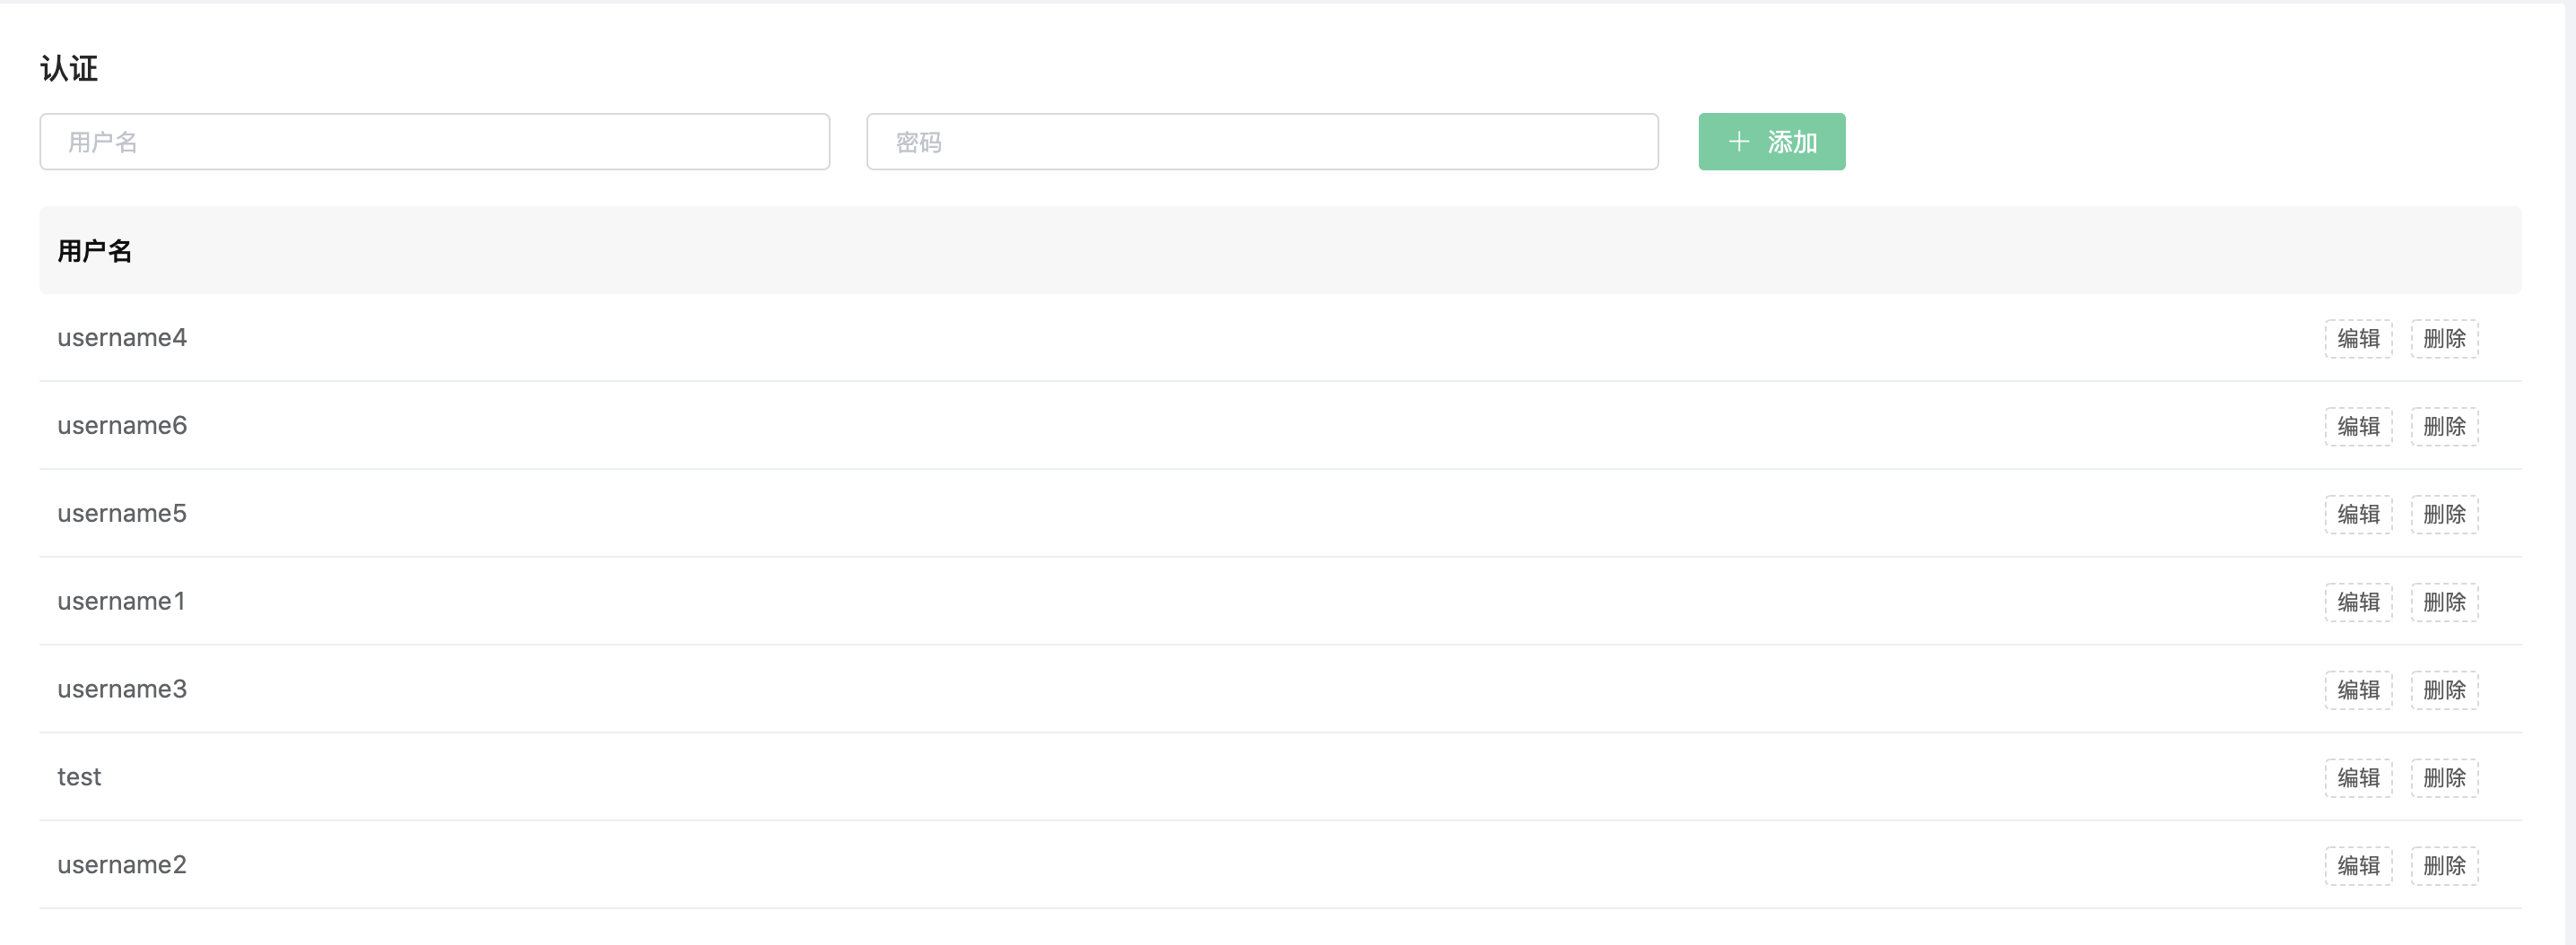 认证
用户名 密码 添加
用户名
username4 编辑 删除
username6 编辑 删除
username5 编辑 删除
username1 编辑 删除
username3 编辑 删除
test 编辑 删除
username2 编辑 删除